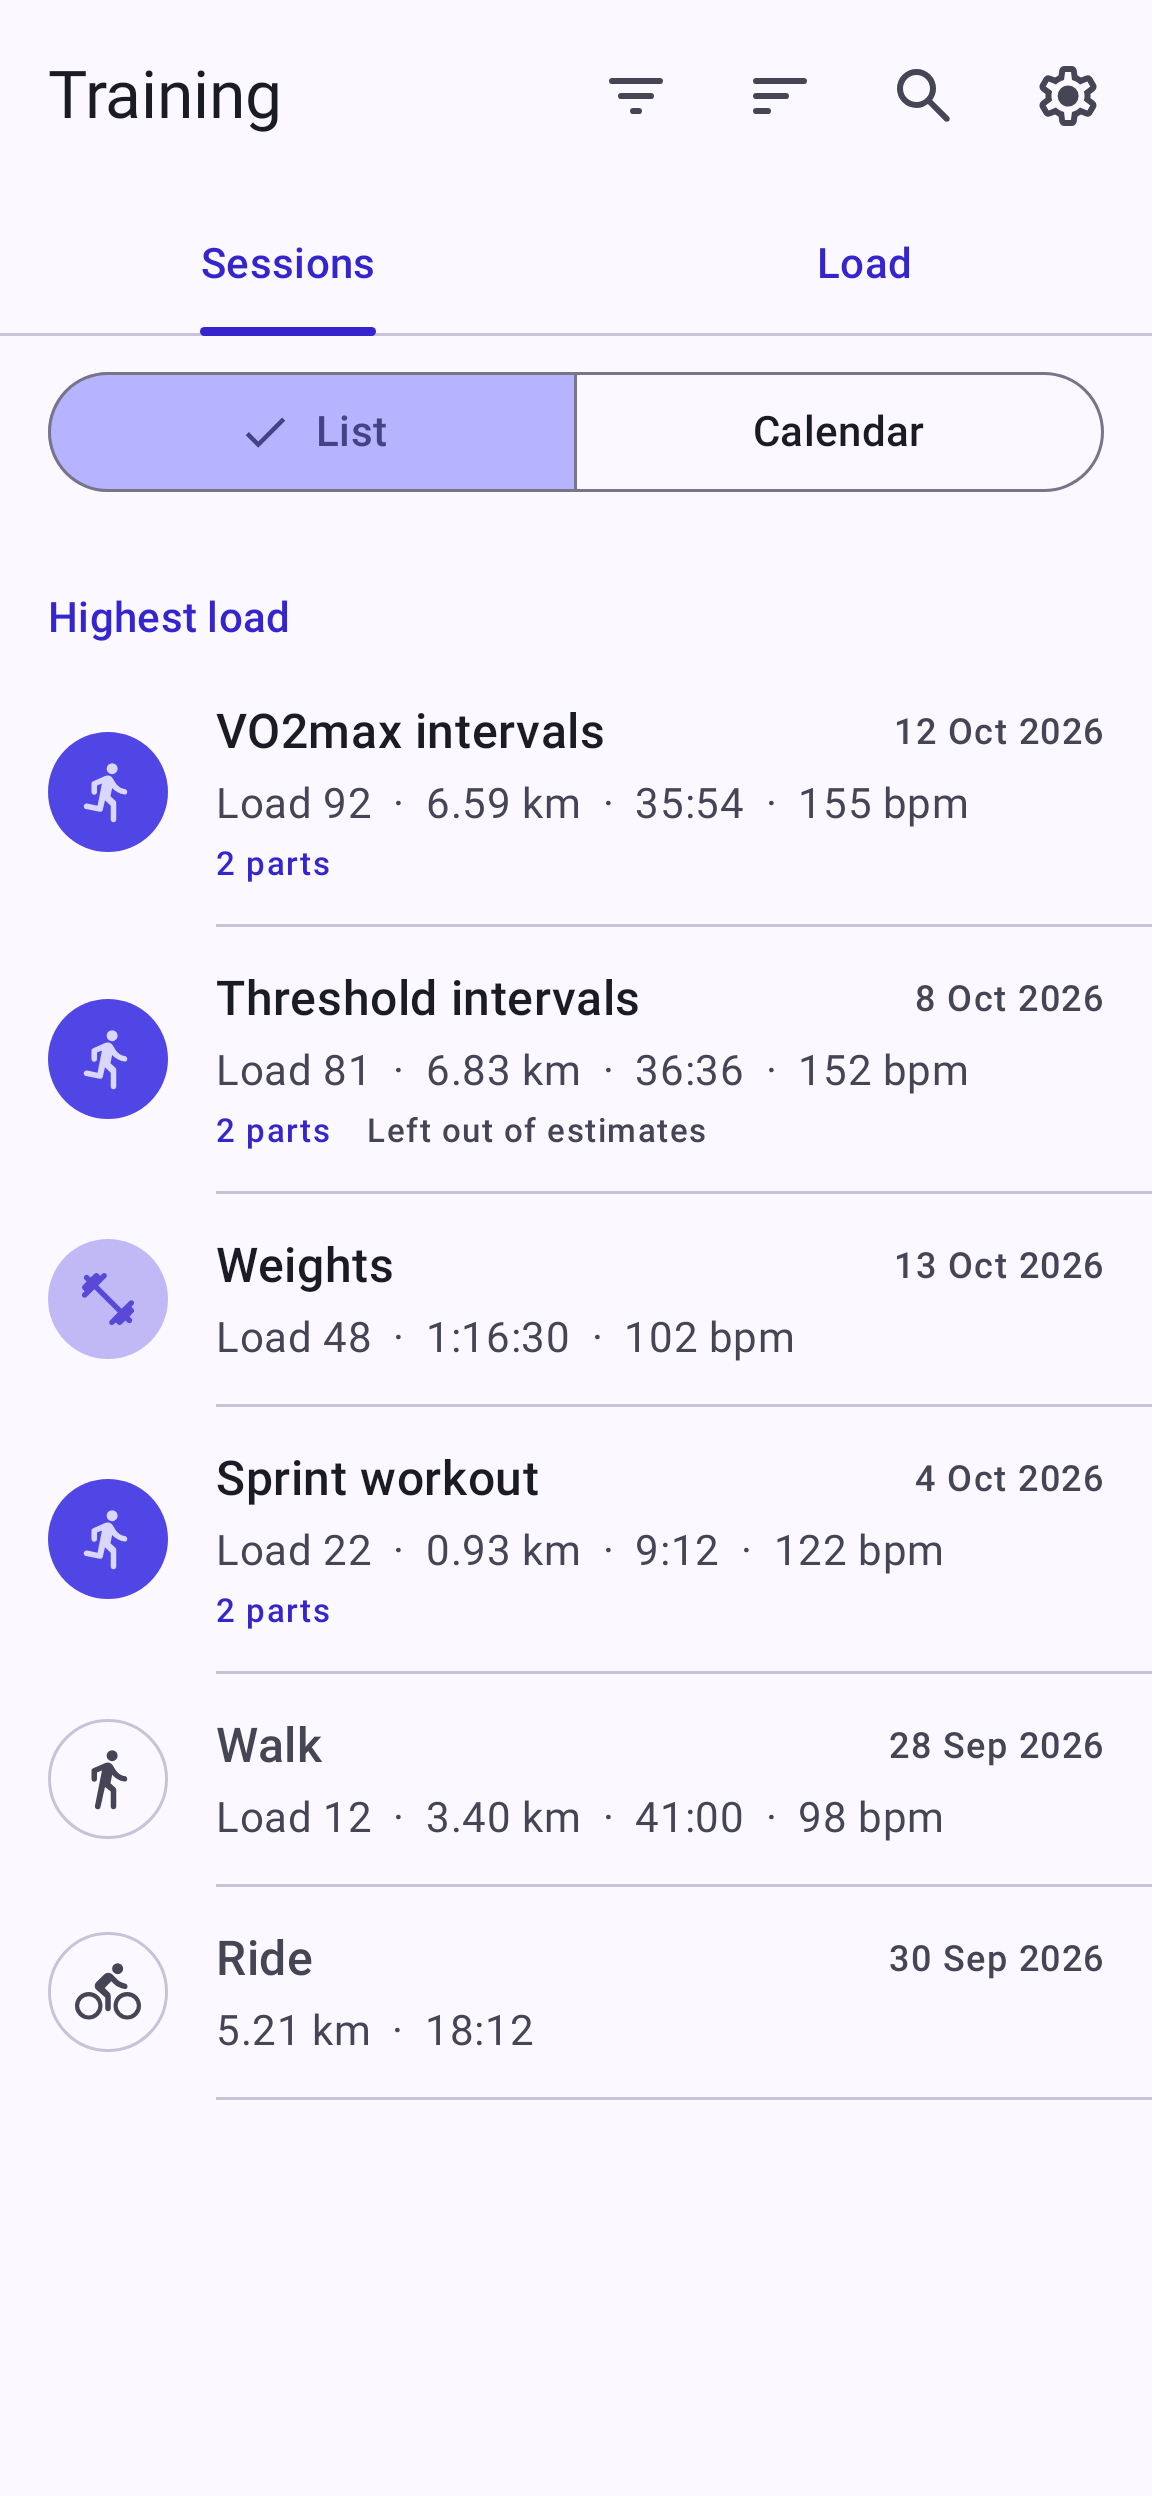 Training
Sessions
Load
List
Calendar
Highest load
VO2max intervals
12 Oct 2026
Load 92 · 6.59 km · 35:54 · 155 bpm
2 parts
Threshold intervals
8 Oct 2026
Load 81 · 6.83 km · 36:36 · 152 bpm
2 parts Left out of estimates
Weights
13 Oct 2026
Load 48 · 1:16:30 · 102 bpm
Sprint workout
4 Oct 2026
Load 22 · 0.93 km · 9:12 · 122 bpm
2 parts
Walk
28 Sep 2026
Load 12 · 3.40 km · 41:00 · 98 bpm
Ride
30 Sep 2026
5.21 km · 18:12